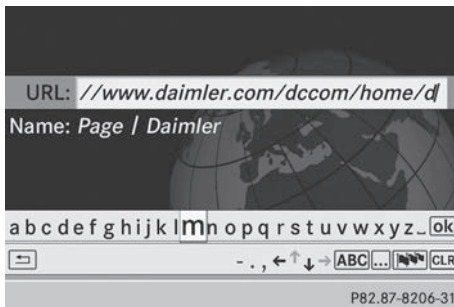 URL: //www.daimler.com/dccom/home/d
Name: Page / Daimler
a b c d e f g h i j k l m n o p q r s t u v w x y z _ ok
- . , ← ↑ ↓ → ABC ... CLR
P82.87-8206-31